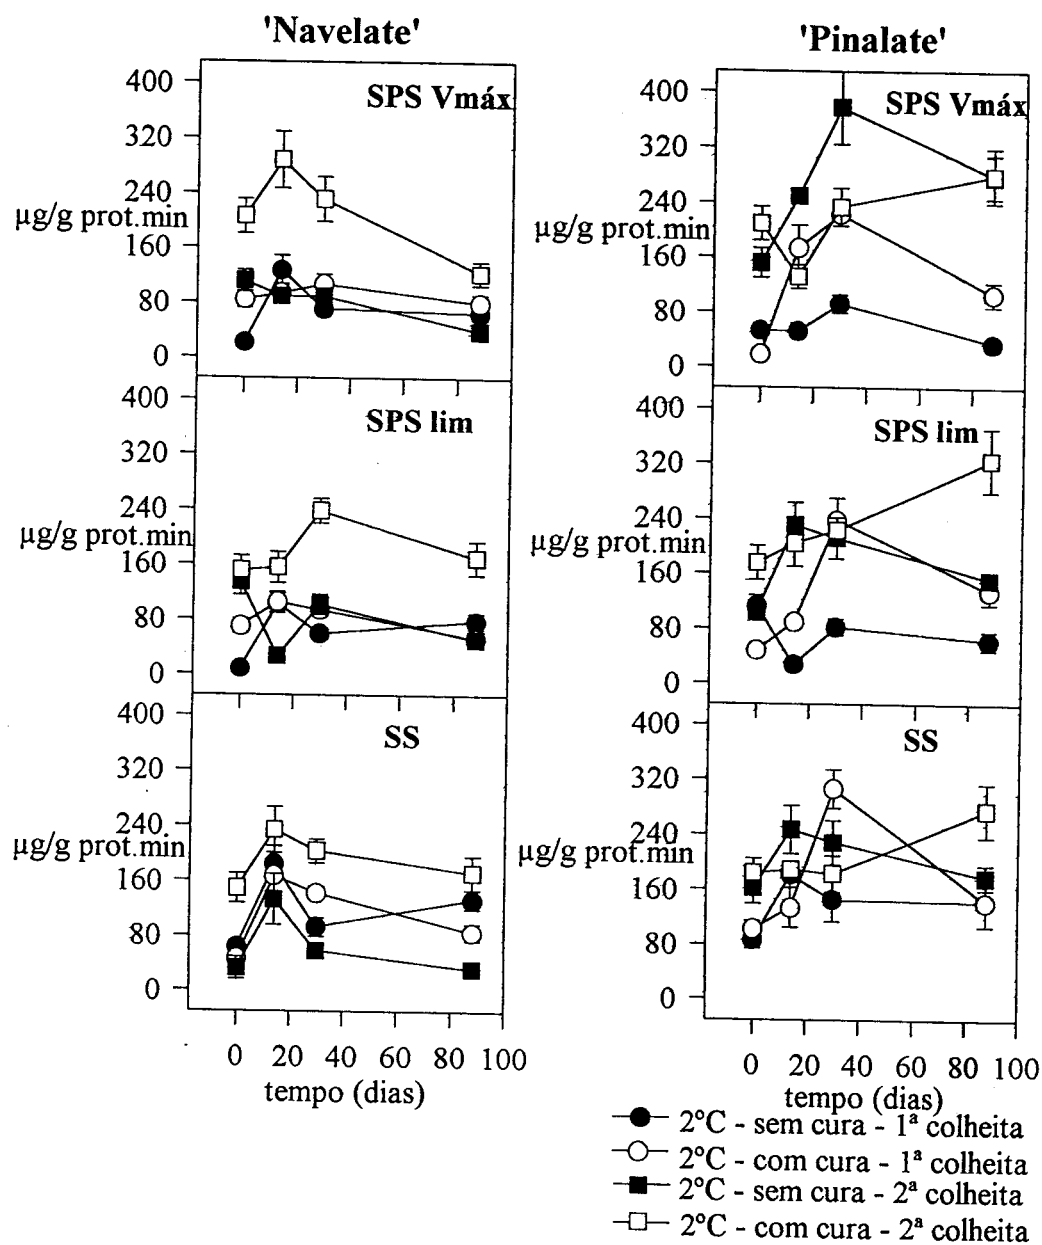 'Navelate'
SPS Vmáx
400
320
240
µg/g prot.min
160
80
0
SPS lim
400
320
240
µg/g prot.min
160
80
0
SS
400
320
240
µg/g prot.min
160
80
0
0 20 40 60 80 100
tempo (dias)
'Pinalate'
SPS Vmáx
400
320
240
µg/g prot.min
160
80
0
SPS lim
400
320
240
µg/g prot.min
160
80
0
SS
400
320
240
µg/g prot.min
160
80
0
0 20 40 60 80 100
tempo (dias)
2ºC - sem cura - 1ª colheita
2ºC - com cura - 1ª colheita
2ºC - sem cura - 2ª colheita
2ºC - com cura - 2ª colheita